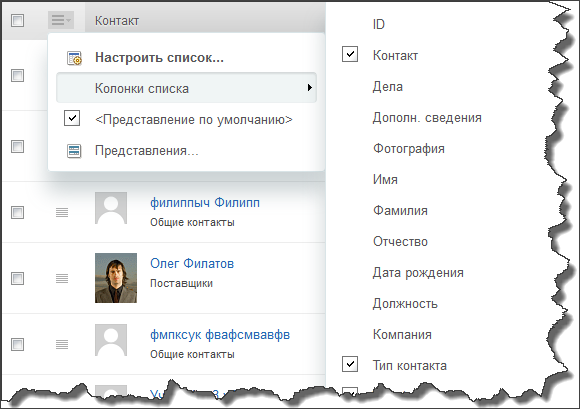 Контакт
Настроить список...
Колонки списка
<Представление по умолчанию>
Представления...
филиппыч Филипп
Общие контакты
Олег Филатов
Поставщики
фмпксук фвафсмвавфв
Общие контакты
ID
Контакт
Дела
Дополн. сведения
Фотография
Имя
Фамилия
Отчество
Дата рождения
Должность
Компания
Тип контакта